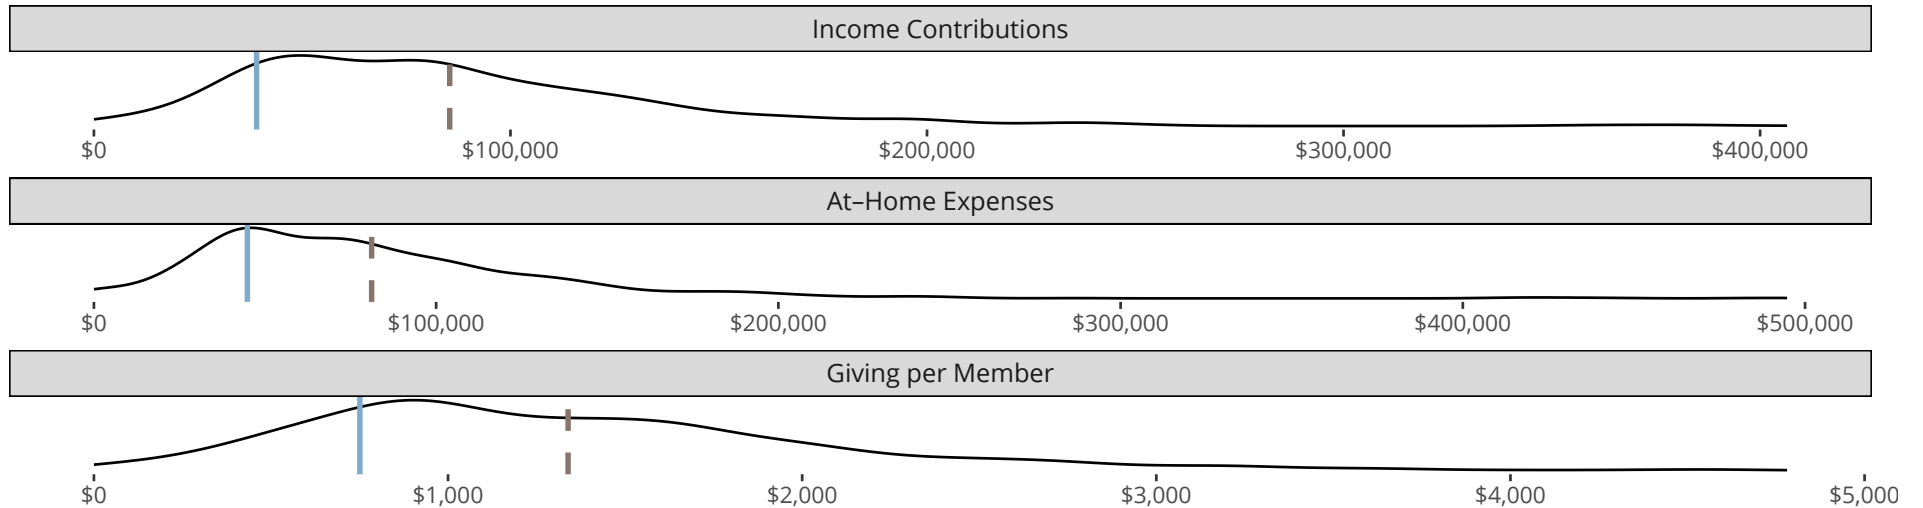 Income Contributions
$0 $100,000 $200,000 $300,000 $400,000
At–Home Expenses
$0 $100,000 $200,000 $300,000 $400,000 $500,000
Giving per Member
$0 $1,000 $2,000 $3,000 $4,000 $5,000